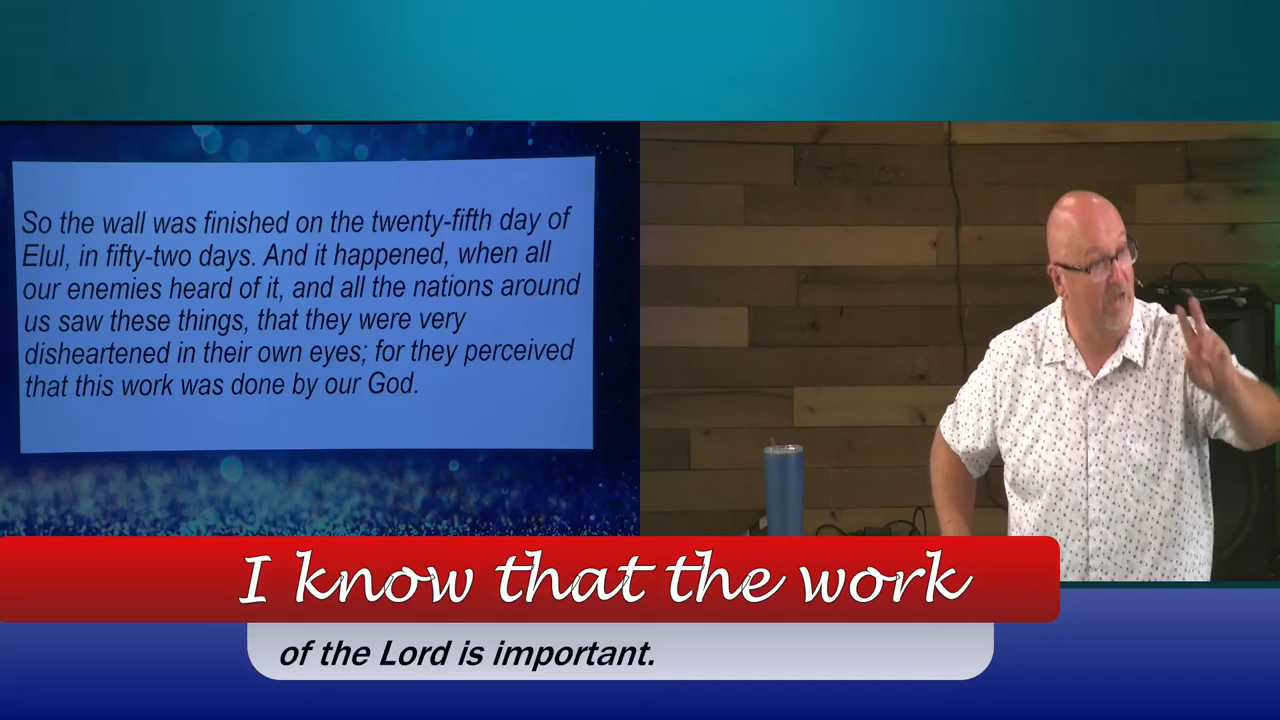 So the wall was finished on the twenty-fifth day of
Elul, in fifty-two days. And it happened, when all
our enemies heard of it, and all the nations around
us saw these things, that they were very
disheartened in their own eyes; for they perceived
that this work was done by our God.
I know that the work
of the Lord is important.